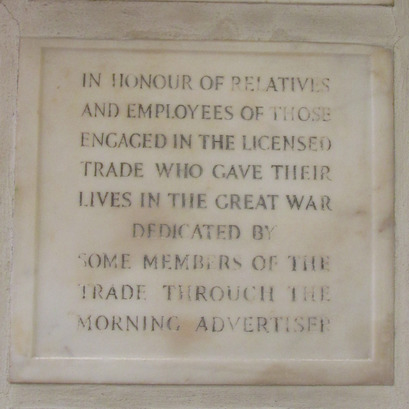 IN HONOUR OF RELATIVES
AND EMPLOYEES OF THOSE
ENGAGED IN THE LICENSED
TRADE WHO GAVE THEIR
LIVES IN THE GREAT WAR
DEDICATED BY
SOME MEMBERS OF THE
TRADE THROUGH THE
MORNING ADVERTISER